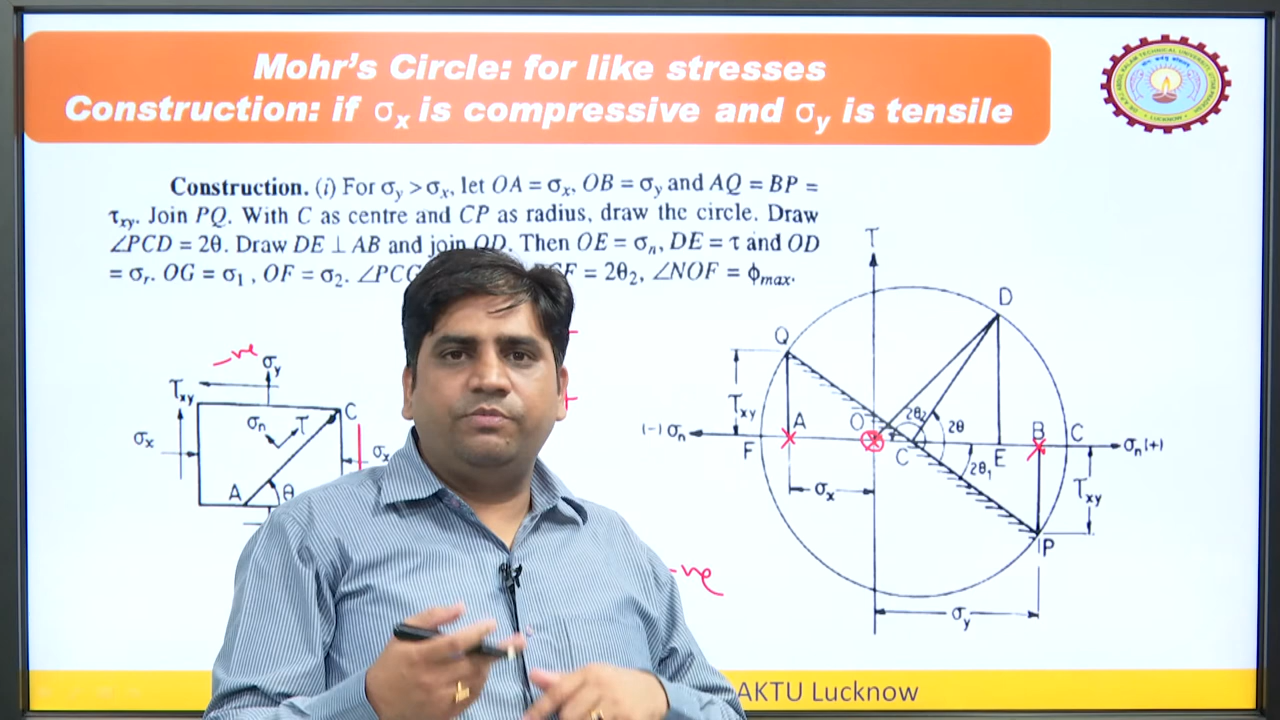 Mohr's Circle: for like stresses
Construction: if σx is compressive and σy is tensile
Construction. (i) For σy > σx, let OA = σx, OB = σy and AQ = BP =
τxy. Join PQ. With C as centre and CP as radius, draw the circle. Draw
∠PCD = 2θ. Draw DE ⊥ AB and join OD. Then OE = σn, DE = τ and OD
= σr. OG = σ1, OF = σ2. ∠PCG = 2θ2, ∠NOF = ϕmax.
-ve
σy
τxy
C
σn
τ
σx
σx
A
θ
-ve
τ
D
Q
τxy
A
O
2θ2
2θ
B
C
(-) σn
σn(+)
F
C
E
2θ1
σx
τxy
P
σy
AKTU Lucknow
LUCKNOW